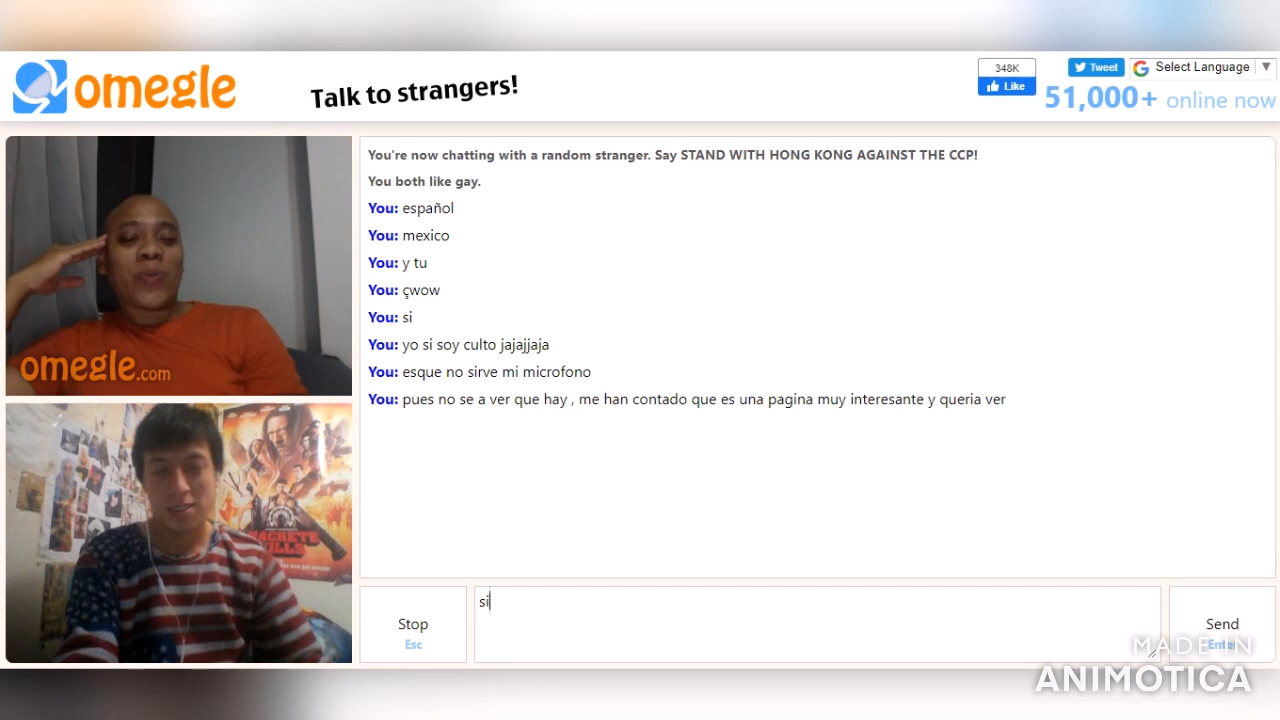 omegle
Talk to strangers!
348K
Like
Tweet
Select Language
51,000+ online now
You're now chatting with a random stranger. Say STAND WITH HONG KONG AGAINST THE CCP!
You both like gay.
You: español
You: mexico
You: y tu
You: çwow
You: si
You: yo si soy culto jajajjaja
You: esque no sirve mi microfono
You: pues no se a ver que hay , me han contado que es una pagina muy interesante y queria ver
omegle.com
MACHETE
KILLS
Stop
Esc
si
Send
Enter
MADE IN
ANIMOTICA